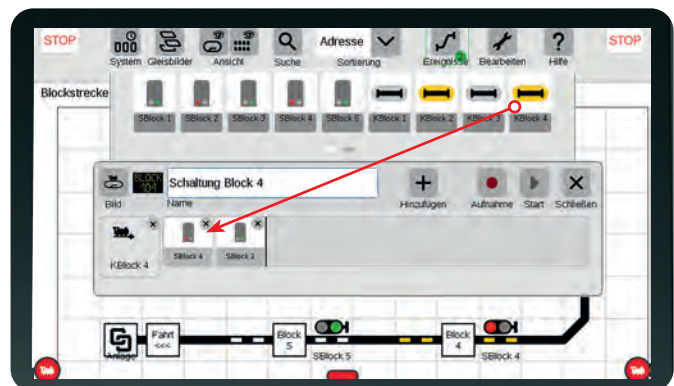 STOP
Adresse
STOP
System Gleisbilder Ansicht Suche Sortierung Ereignisse Bearbeiten Hilfe
Blockstrecke
SBlock 1 SBlock 2 SBlock 3 SBlock 4 SBlock 5 KBlock 1 KBlock 2 KBlock 3 KBlock 4
BLOCK
Schaltung Block 4
Bild Name Hinzufügen Aufnahme Start Schließen
KBlock 4
SBlock 4 SBlock 3
Anlage
Fahrt
<<<
Block
5
SBlock 5
Block
4
SBlock 4